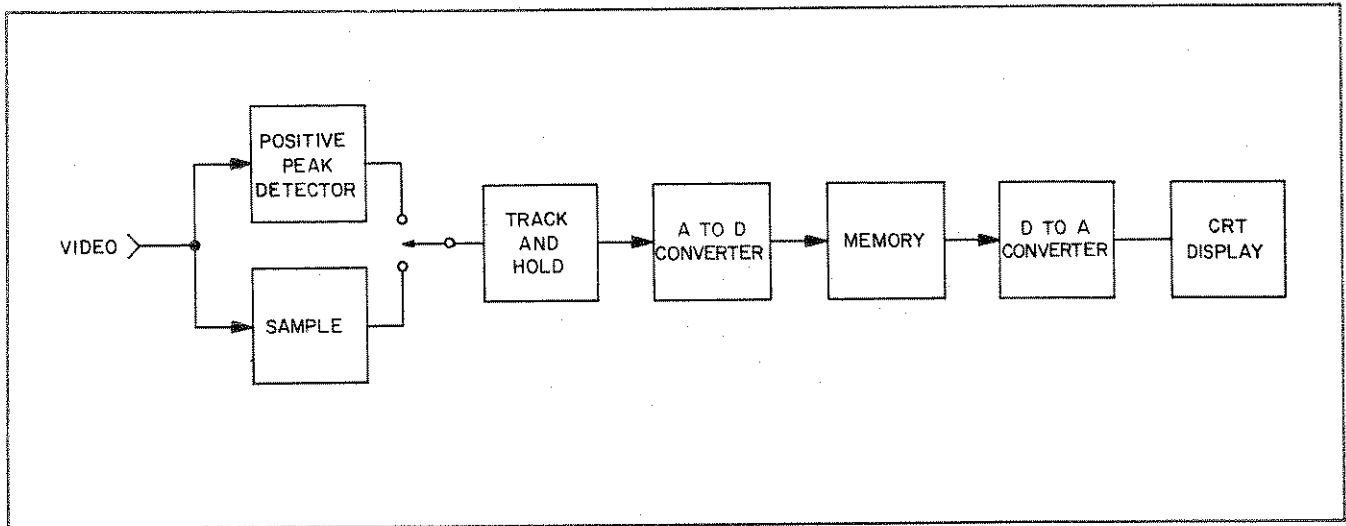 POSITIVE
PEAK
DETECTOR
VIDEO
SAMPLE
TRACK
AND
HOLD
A TO D
CONVERTER
MEMORY
D TO A
CONVERTER
CRT
DISPLAY